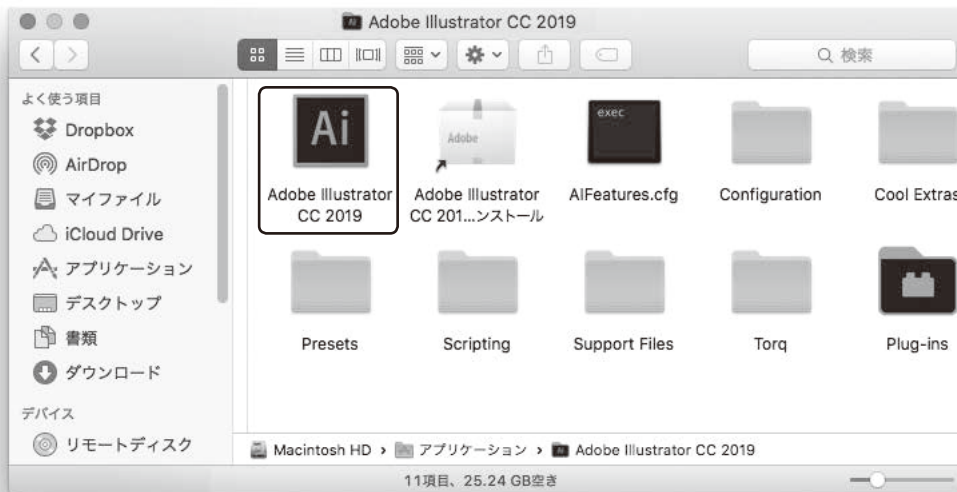 Adobe Illustrator CC 2019
検索
よく使う項目
Dropbox
AirDrop
マイファイル
iCloud Drive
アプリケーション
デスクトップ
書類
ダウンロード
デバイス
リモートディスク
Ai
Adobe
exec
Adobe Illustrator
CC 2019
Adobe Illustrator
CC 201...ンストール
AIFeatures.cfg
Configuration
Cool Extras
Presets
Scripting
Support Files
Torq
Plug-ins
Macintosh HD › アプリケーション › Adobe Illustrator CC 2019
11項目、25.24 GB空き